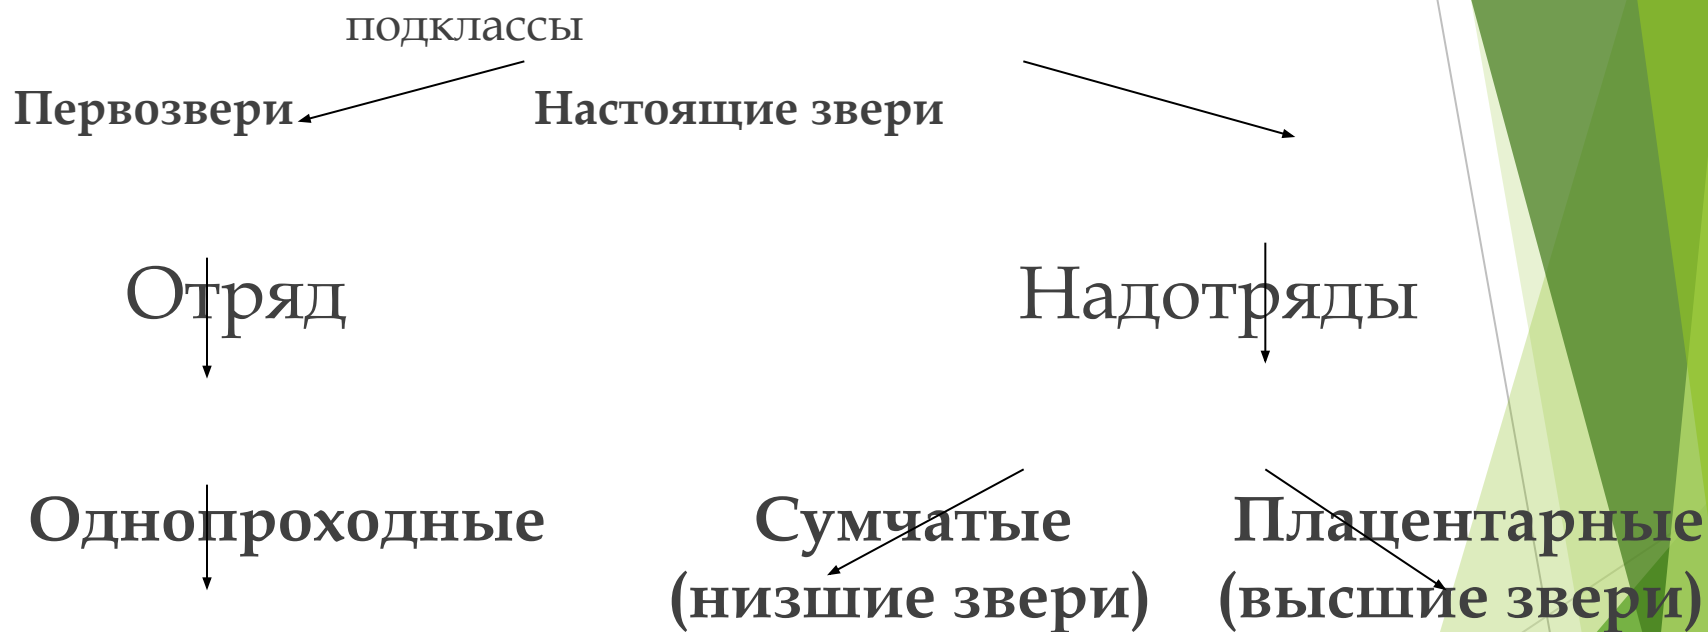 подклассы
Первозвери Настоящие звери
Отряд Надотряды
Однопроходные Сумчатые Плацентарные
(низшие звери) (высшие звери)